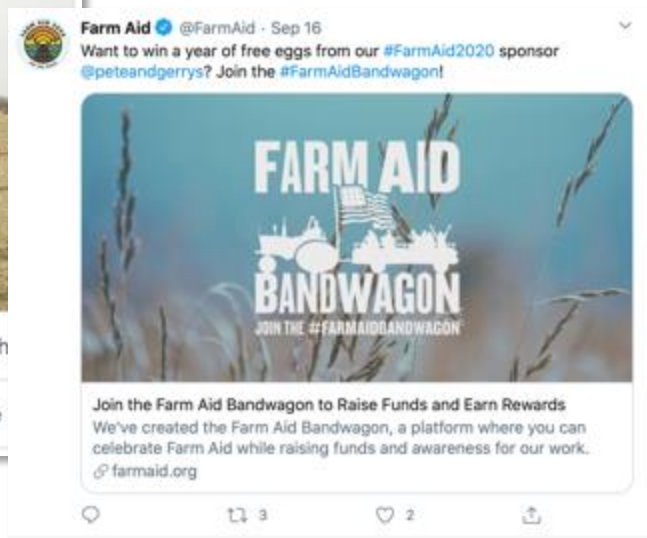 Farm Aid @FarmAid · Sep 16
Want to win a year of free eggs from our #FarmAid2020 sponsor
@peteandgerrys? Join the #FarmAidBandwagon!
FARM AID
BANDWAGON
JOIN THE #FARMAIDBANDWAGON
Join the Farm Aid Bandwagon to Raise Funds and Earn Rewards
We've created the Farm Aid Bandwagon, a platform where you can
celebrate Farm Aid while raising funds and awareness for our work.
farmaid.org
3 2